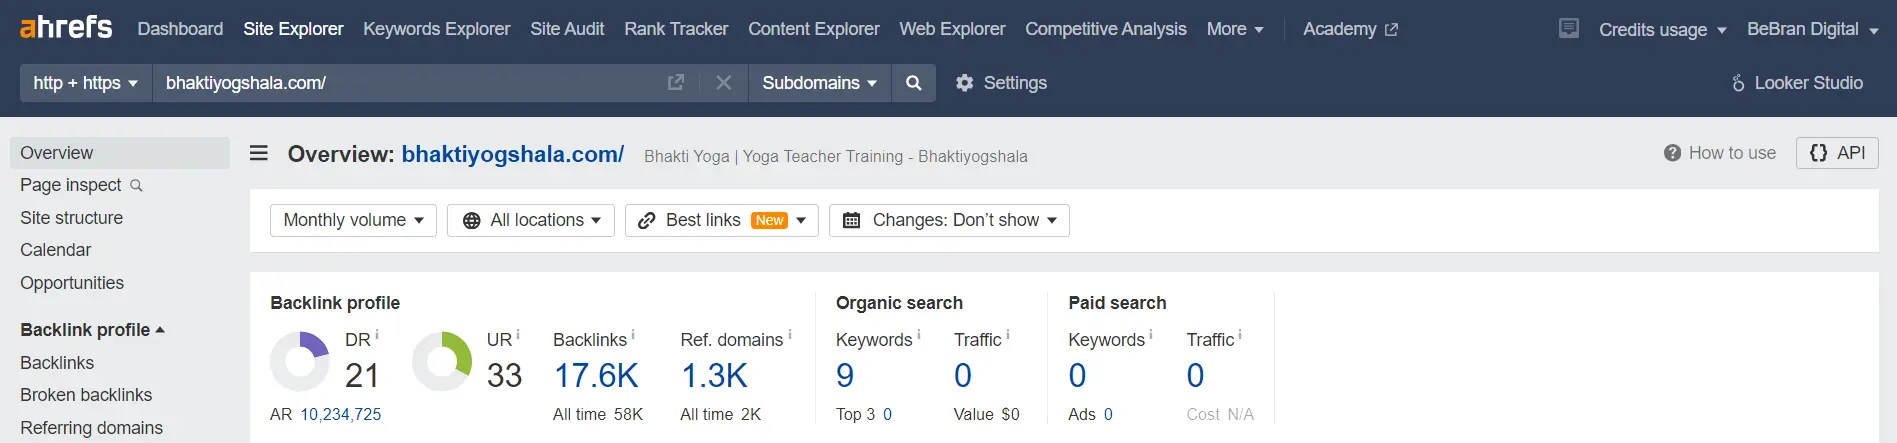 ahrefs Dashboard Site Explorer Keywords Explorer Site Audit Rank Tracker Content Explorer Web Explorer Competitive Analysis More Academy Credits usage BeBran Digital
http + https bhaktiyogshala.com/ Subdomains Settings Looker Studio
Overview
Page inspect
Site structure
Calendar
Opportunities
Backlink profile
Backlinks
Broken backlinks
Referring domains
Overview: bhaktiyogshala.com/ Bhakti Yoga | Yoga Teacher Training - Bhaktiyogshala How to use {} API
Monthly volume All locations Best links New Changes: Don't show
Backlink profile
DR i
21
UR i
33
Backlinks i
17.6K
Ref. domains i
1.3K
AR 10,234,725
All time 58K
All time 2K
Organic search
Keywords i
9
Top 3 0
Traffic i
0
Value $0
Paid search
Keywords i
0
Ads 0
Traffic i
0
Cost N/A